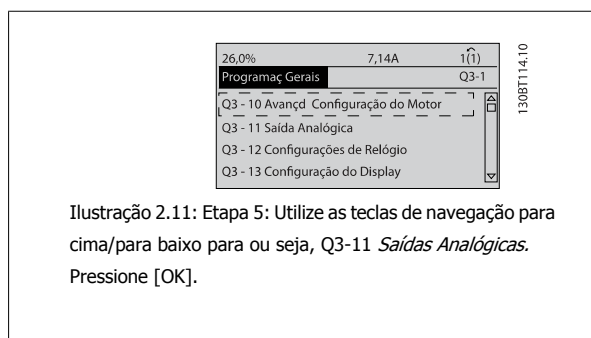 26,0% 7,14A 1(1)
Programaç Gerais Q3-1
Q3 - 10 Avançd Configuração do Motor
Q3 - 11 Saída Analógica
Q3 - 12 Configurações de Relógio
Q3 - 13 Configuração do Display
130BT114.10
Ilustração 2.11: Etapa 5: Utilize as teclas de navegação para
cima/para baixo para ou seja, Q3-11 Saídas Analógicas.
Pressione [OK].